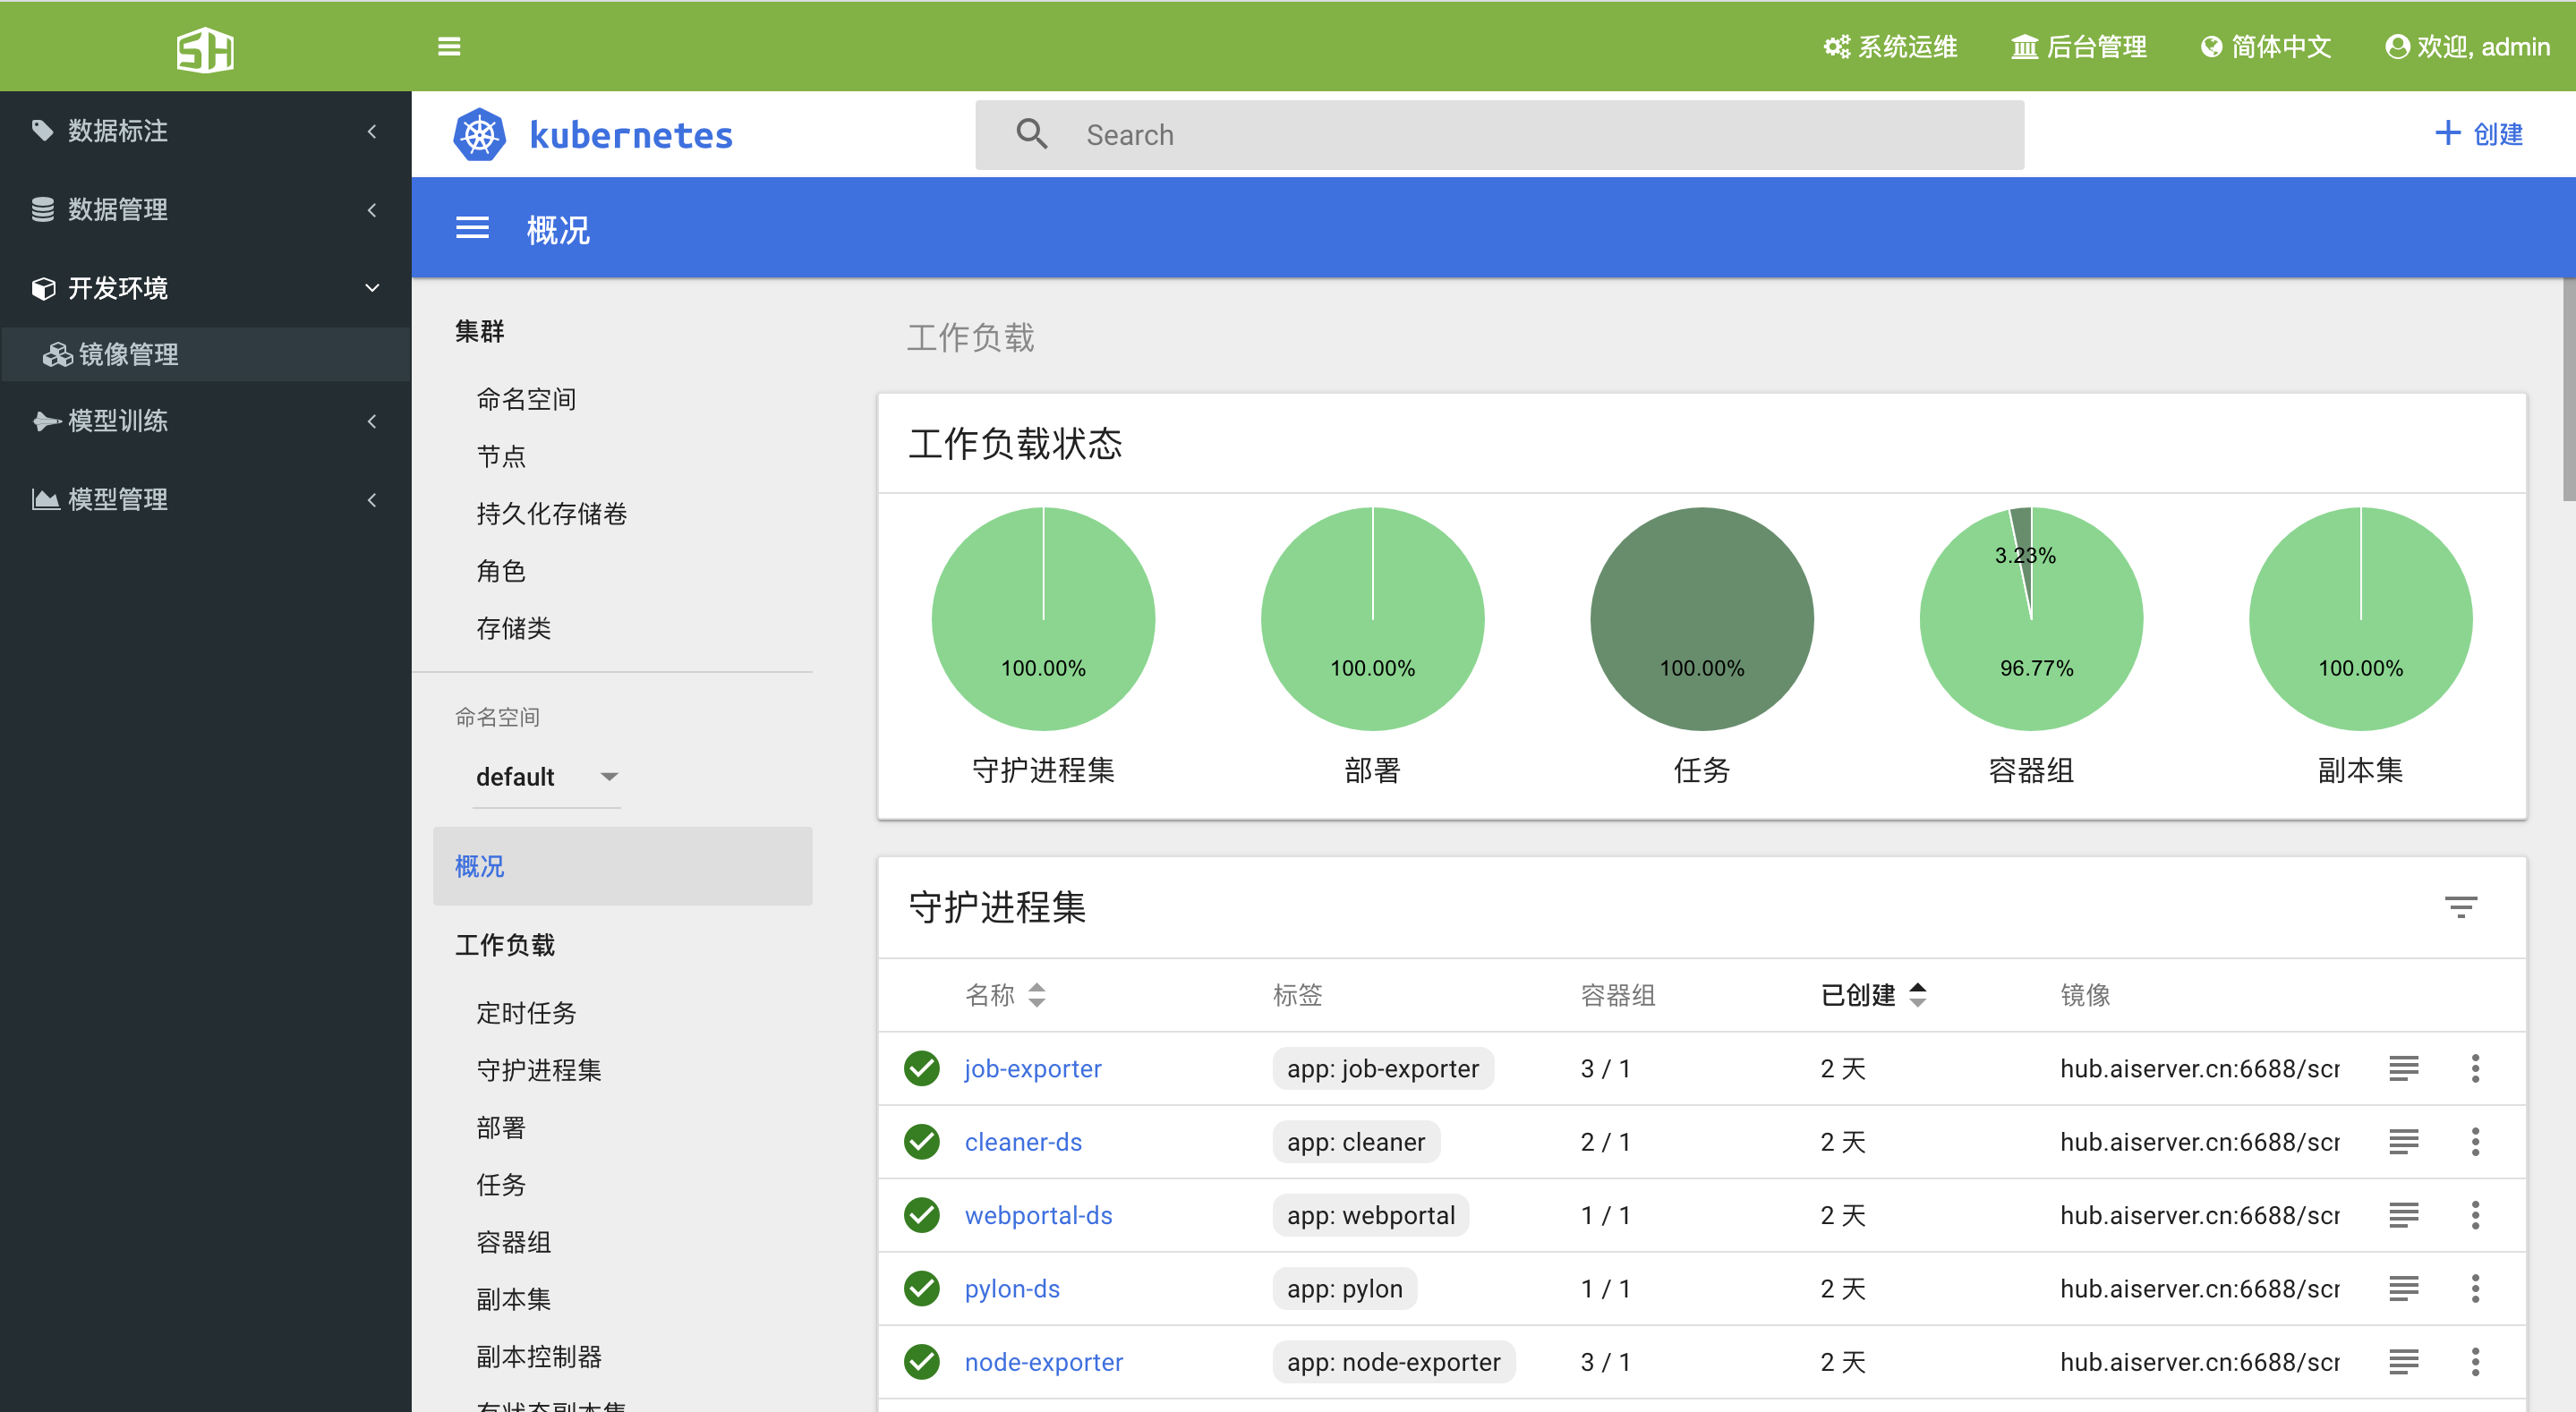 SH
系统运维 后台管理 简体中文 欢迎, admin
数据标注
数据管理
开发环境
镜像管理
模型训练
模型管理
kubernetes
Search
创建
概况
集群
命名空间
节点
持久化存储卷
角色
存储类
命名空间
default
概况
工作负载
定时任务
守护进程集
部署
任务
容器组
副本集
副本控制器
有状态副本集
工作负载
工作负载状态
100.00% 100.00% 100.00% 3.23% 96.77% 100.00%
守护进程集 部署 任务 容器组 副本集
守护进程集
名称 标签 容器组 已创建 镜像
job-exporter app: job-exporter 3 / 1 2 天 hub.aiserver.cn:6688/scr
cleaner-ds app: cleaner 2 / 1 2 天 hub.aiserver.cn:6688/scr
webportal-ds app: webportal 1 / 1 2 天 hub.aiserver.cn:6688/scr
pylon-ds app: pylon 1 / 1 2 天 hub.aiserver.cn:6688/scr
node-exporter app: node-exporter 3 / 1 2 天 hub.aiserver.cn:6688/scr